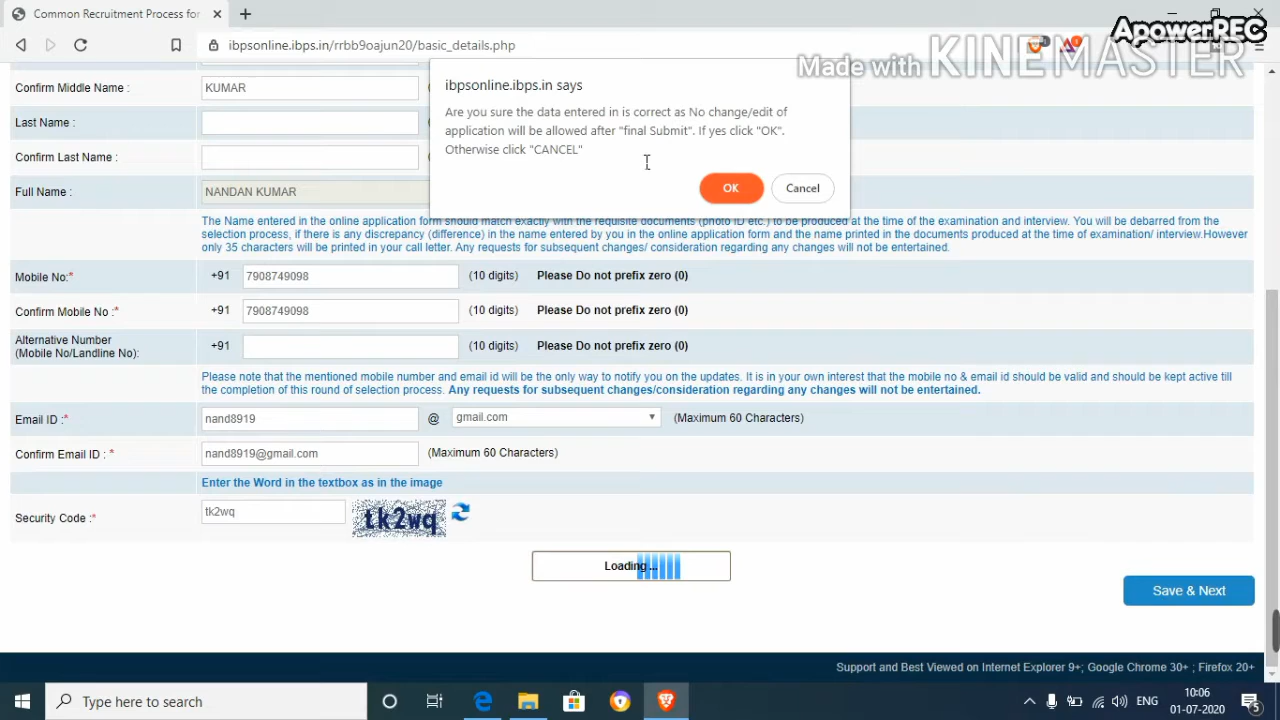 Current Recruitment Process for
ApowerREC
ibpsonline.ibps.in/rrbb9oajun20/basic_details.php
Made with KINEMASTER
Confirm Middle Name :
KUMAR
ibpsonline.ibps.in says
Are you sure the data entered in is correct as No change/edit of
application will be allowed after "final Submit". If yes click "OK".
Otherwise click "CANCEL"
OK
Cancel
Last Name :
Confirm Last Name :
Full Name :
NANDAN KUMAR
The Name entered in the online application form should match exactly with the requisite documents (photo ID etc.) to be produced at the time of the examination and interview. You will be debarred from the
selection process, if there is any discrepancy (difference) in the name entered by you in the online application form and the name printed in the documents produced at the time of examination/ interview.However
only 35 characters will be printed in your call letter. Any requests for subsequent changes/ consideration regarding any changes will not be entertained.
Mobile No:*
+91
7908749098
(10 digits)
Please Do not prefix zero (0)
Confirm Mobile No :*
+91
7908749098
(10 digits)
Please Do not prefix zero (0)
Alternative Number
(Mobile No/Landline No):
+91
(10 digits)
Please Do not prefix zero (0)
Please note that the mentioned mobile number and email id will be the only way to notify you on the updates. It is in your own interest that the mobile no & email id should be valid and should be kept active till
the completion of this round of selection process. Any requests for subsequent changes/consideration regarding any changes will not be entertained.
Email ID :*
nand8919
@
gmail.com
(Maximum 60 Characters)
Confirm Email ID : *
nand8919@gmail.com
(Maximum 60 Characters)
Enter the Word in the textbox as in the image
Security Code :*
tk2wq
tk2wq
Loading ...
Save & Next
Support and Best Viewed on Internet Explorer 9+; Google Chrome 30+ ; Firefox 20+
Type here to search
ENG
10:06
01-07-2020
5